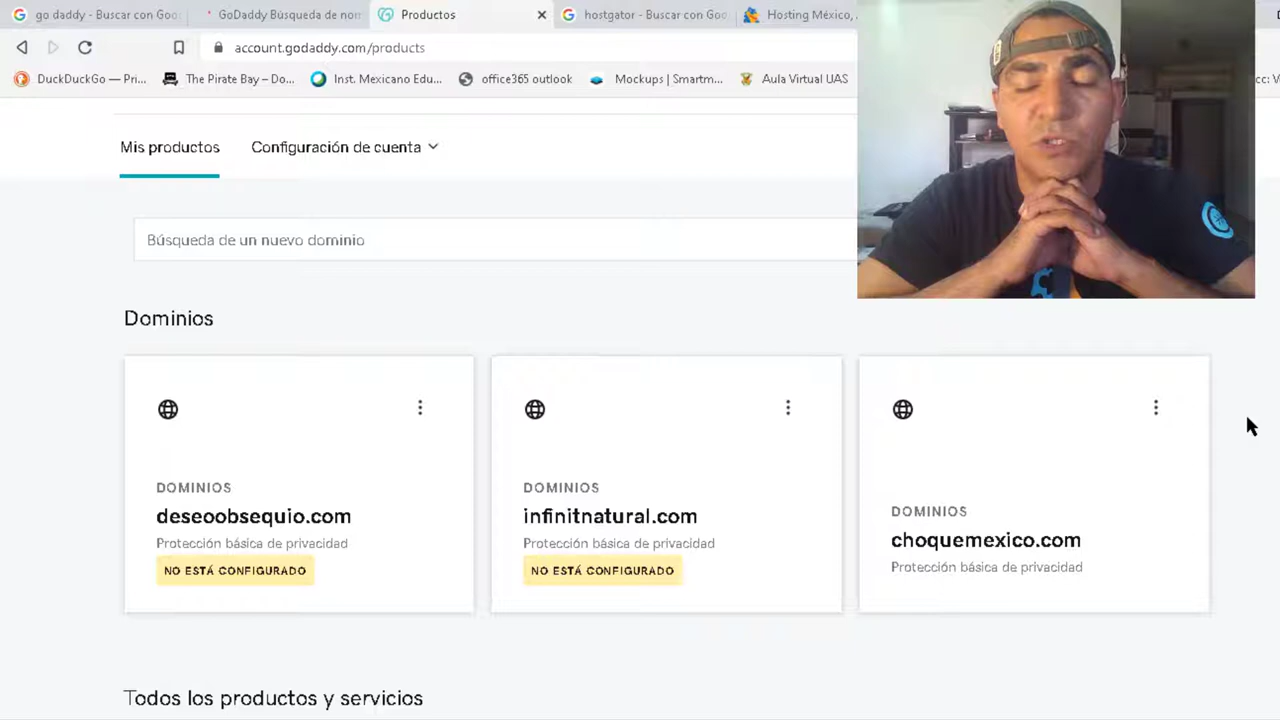 go daddy - Buscar con Goo
GoDaddy Búsqueda de nom
Productos
hostgator - Buscar con Goo
Hosting México,
account.godaddy.com/products
DuckDuckGo — Pri...
The Pirate Bay – Do...
Inst. Mexicano Edu...
office365 outlook
Mockups | Smartm...
Aula Virtual UAS
Mis productos
Configuración de cuenta
Búsqueda de un nuevo dominio
Dominios
DOMINIOS
deseoobsequio.com
Protección básica de privacidad
NO ESTÁ CONFIGURADO
DOMINIOS
infinitnatural.com
Protección básica de privacidad
NO ESTÁ CONFIGURADO
DOMINIOS
choquemexico.com
Protección básica de privacidad
Todos los productos y servicios